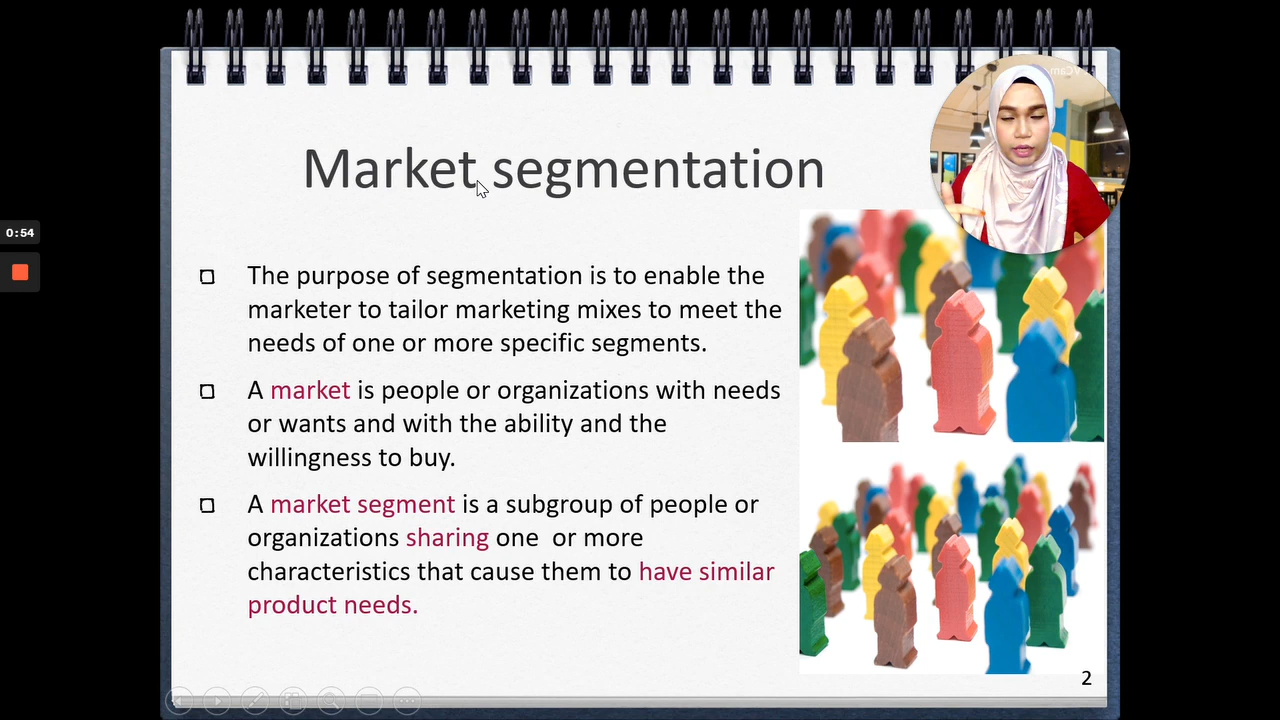 Market segmentation
0:54
The purpose of segmentation is to enable the
marketer to tailor marketing mixes to meet the
needs of one or more specific segments.
A market is people or organizations with needs
or wants and with the ability and the
willingness to buy.
A market segment is a subgroup of people or
organizations sharing one or more
characteristics that cause them to have similar
product needs.
2